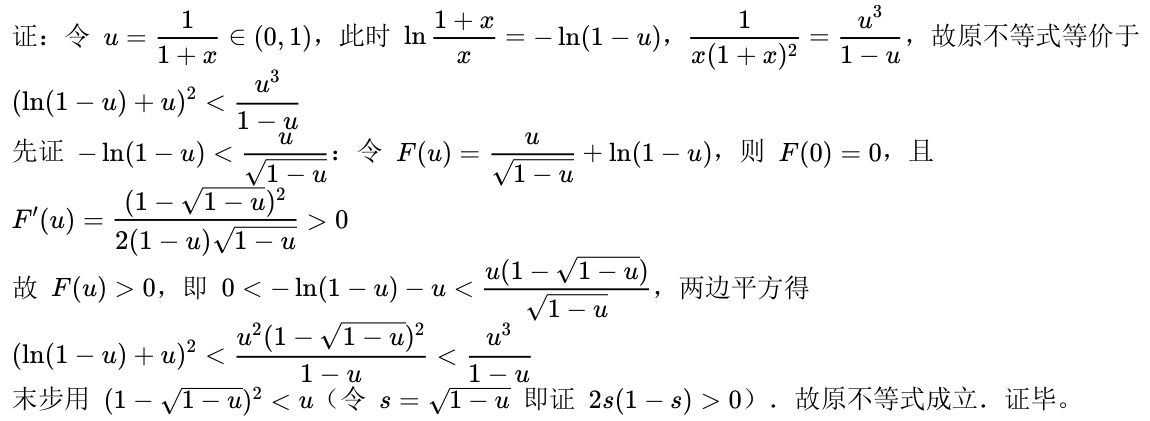 证：令 $u=\dfrac{1}{1+x}\in(0,1)$，此时 $\ln\dfrac{1+x}{x}=-\ln(1-u)$，$\dfrac{1}{x(1+x)^2}=\dfrac{u^3}{1-u}$，故原不等式等价于
$(\ln(1-u)+u)^2<\dfrac{u^3}{1-u}$
先证 $-\ln(1-u)<\dfrac{u}{\sqrt{1-u}}$：令 $F(u)=\dfrac{u}{\sqrt{1-u}}+\ln(1-u)$，则 $F(0)=0$，且
$F'(u)=\dfrac{(1-\sqrt{1-u})^2}{2(1-u)\sqrt{1-u}}>0$
故 $F(u)>0$，即 $0<-\ln(1-u)-u<\dfrac{u(1-\sqrt{1-u})}{\sqrt{1-u}}$，两边平方得
$(\ln(1-u)+u)^2<\dfrac{u^2(1-\sqrt{1-u})^2}{1-u}<\dfrac{u^3}{1-u}$
末步用 $(1-\sqrt{1-u})^2<u$（令 $s=\sqrt{1-u}$ 即证 $2s(1-s)>0$）．故原不等式成立．证毕。